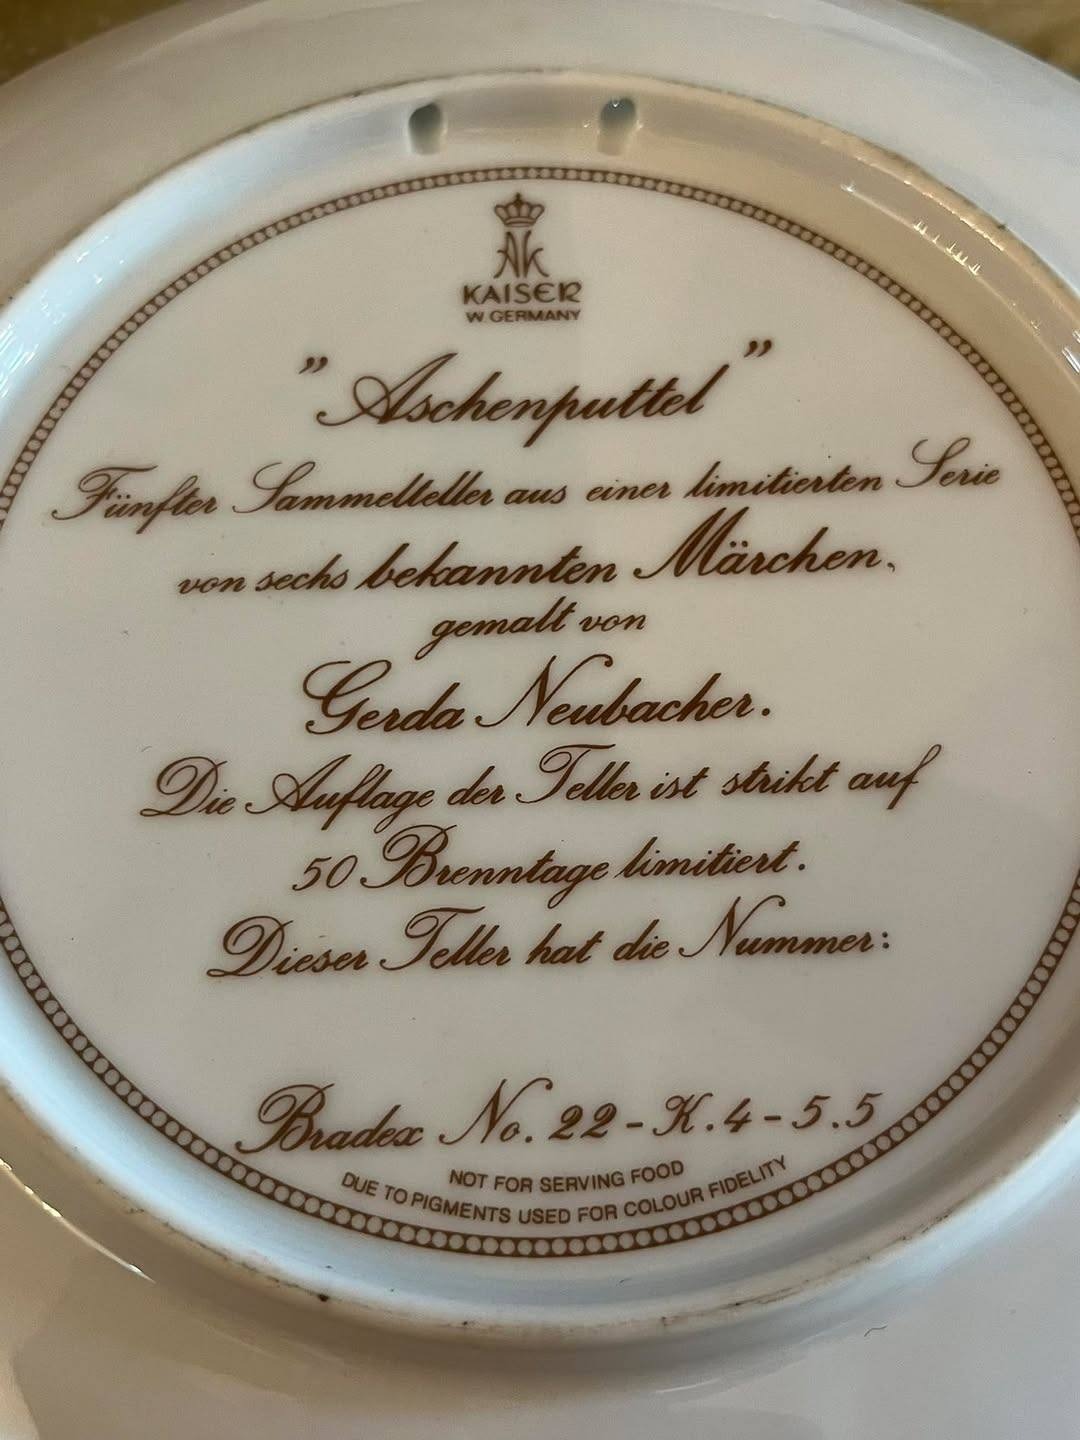 AK
KAISER
W. GERMANY
"Aschenputtel"
Fünfter Sammelteller aus einer limitierten Serie
von sechs bekannten Märchen,
gemalt von
Gerda Neubacher.
Die Auflage der Teller ist strikt auf
50 Brenntage limitiert.
Dieser Teller hat die Nummer:
Bradex No. 22-K.4-5.5
NOT FOR SERVING FOOD
DUE TO PIGMENTS USED FOR COLOUR FIDELITY